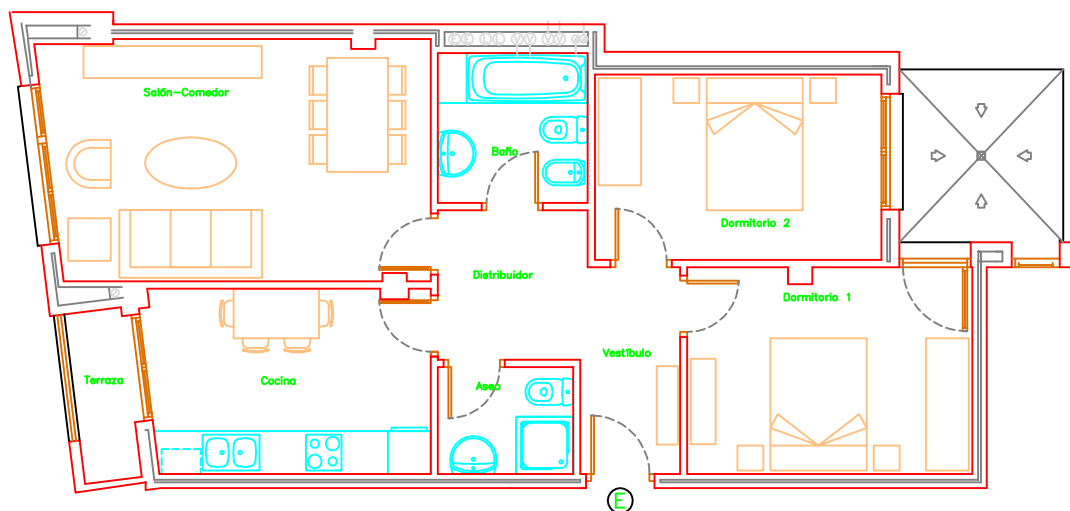 E E L L V V V V
Salón-Comedor
Baño
Dormitorio 2
Distribuidor
Dormitorio 1
Vestíbulo
Terraza
Cocina
Aseo
E